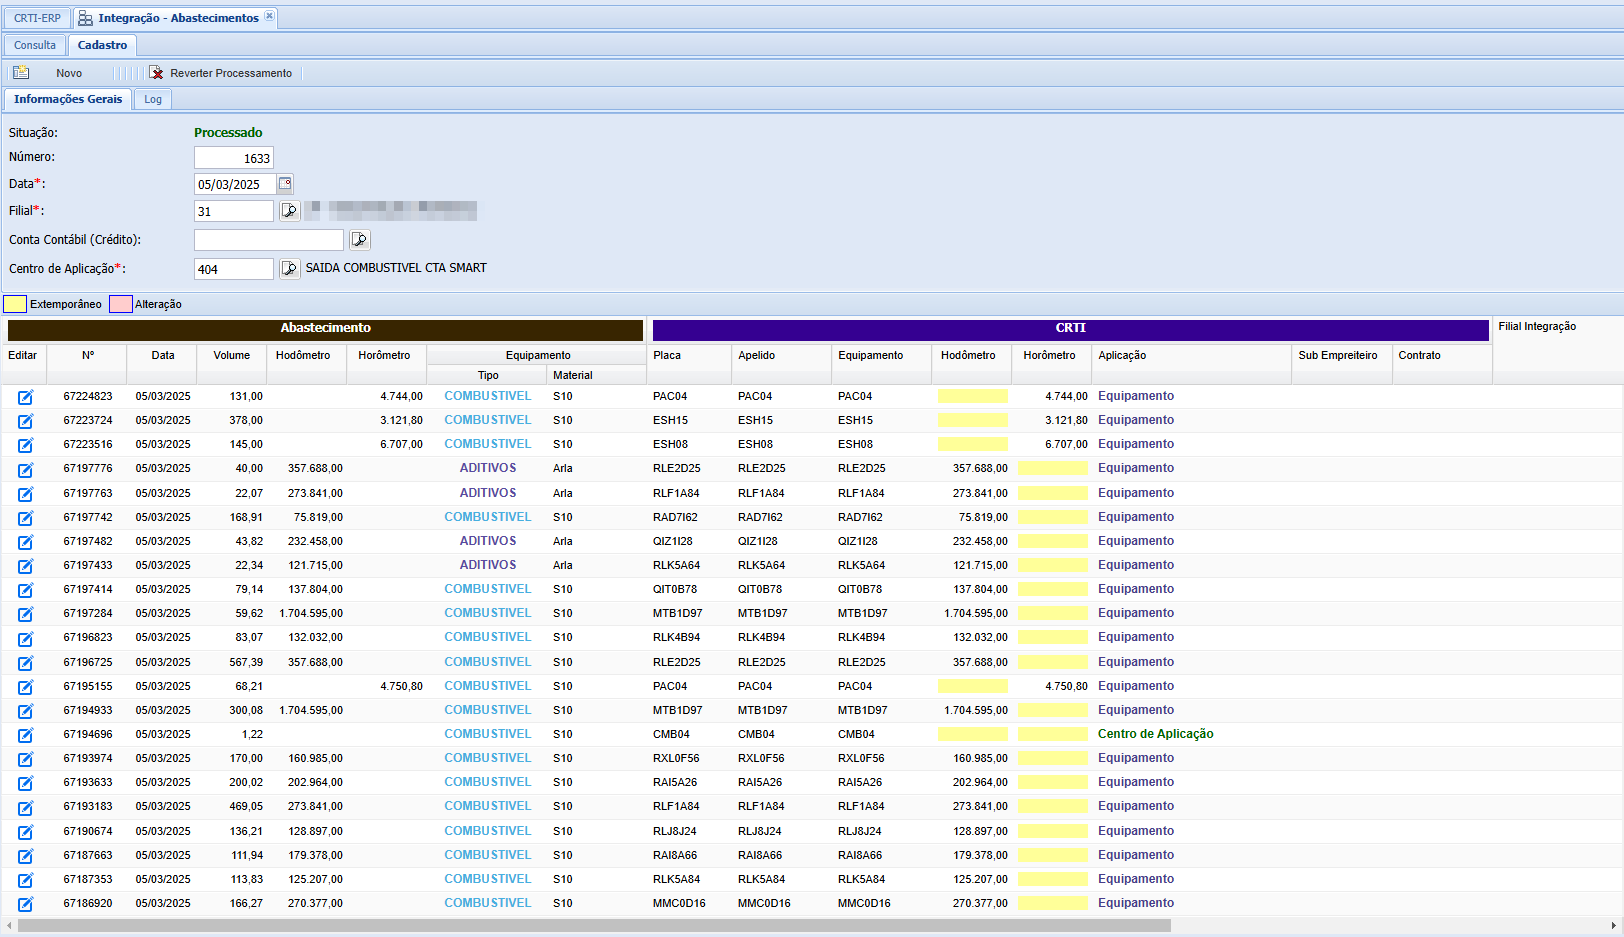 CRTI-ERP Integração - Abastecimentos
Consulta Cadastro
Novo Reverter Processamento
Informações Gerais Log
Situação: Processado
Número: 1633
Data*: 05/03/2025
Filial*: 31
Conta Contábil (Crédito):
Centro de Aplicação*: 404 SAIDA COMBUSTIVEL CTA SMART
Extemporâneo Alteração
Abastecimento CRTI Filial Integração
Editar Nº Data Volume Hodômetro Horômetro Equipamento Placa Apelido Equipamento Hodômetro Horômetro Aplicação Sub Empreiteiro Contrato
Tipo Material
67224823 05/03/2025 131,00 4.744,00 COMBUSTIVEL S10 PAC04 PAC04 PAC04 4.744,00 Equipamento
67223724 05/03/2025 378,00 3.121,80 COMBUSTIVEL S10 ESH15 ESH15 ESH15 3.121,80 Equipamento
67223516 05/03/2025 145,00 6.707,00 COMBUSTIVEL S10 ESH08 ESH08 ESH08 6.707,00 Equipamento
67197776 05/03/2025 40,00 357.688,00 ADITIVOS Arla RLE2D25 RLE2D25 RLE2D25 357.688,00 Equipamento
67197763 05/03/2025 22,07 273.841,00 ADITIVOS Arla RLF1A84 RLF1A84 RLF1A84 273.841,00 Equipamento
67197742 05/03/2025 168,91 75.819,00 COMBUSTIVEL S10 RAD7I62 RAD7I62 RAD7I62 75.819,00 Equipamento
67197482 05/03/2025 43,82 232.458,00 ADITIVOS Arla QIZ1I28 QIZ1I28 QIZ1I28 232.458,00 Equipamento
67197433 05/03/2025 22,34 121.715,00 ADITIVOS Arla RLK5A64 RLK5A64 RLK5A64 121.715,00 Equipamento
67197414 05/03/2025 79,14 137.804,00 COMBUSTIVEL S10 QIT0B78 QIT0B78 QIT0B78 137.804,00 Equipamento
67197284 05/03/2025 59,62 1.704.595,00 COMBUSTIVEL S10 MTB1D97 MTB1D97 MTB1D97 1.704.595,00 Equipamento
67196823 05/03/2025 83,07 132.032,00 COMBUSTIVEL S10 RLK4B94 RLK4B94 RLK4B94 132.032,00 Equipamento
67196725 05/03/2025 567,39 357.688,00 COMBUSTIVEL S10 RLE2D25 RLE2D25 RLE2D25 357.688,00 Equipamento
67195155 05/03/2025 68,21 4.750,80 COMBUSTIVEL S10 PAC04 PAC04 PAC04 4.750,80 Equipamento
67194933 05/03/2025 300,08 1.704.595,00 COMBUSTIVEL S10 MTB1D97 MTB1D97 MTB1D97 1.704.595,00 Equipamento
67194696 05/03/2025 1,22 COMBUSTIVEL S10 CMB04 CMB04 CMB04 Centro de Aplicação
67193974 05/03/2025 170,00 160.985,00 COMBUSTIVEL S10 RXL0F56 RXL0F56 RXL0F56 160.985,00 Equipamento
67193633 05/03/2025 200,02 202.964,00 COMBUSTIVEL S10 RAI5A26 RAI5A26 RAI5A26 202.964,00 Equipamento
67193183 05/03/2025 469,05 273.841,00 COMBUSTIVEL S10 RLF1A84 RLF1A84 RLF1A84 273.841,00 Equipamento
67190674 05/03/2025 136,21 128.897,00 COMBUSTIVEL S10 RLJ8J24 RLJ8J24 RLJ8J24 128.897,00 Equipamento
67187663 05/03/2025 111,94 179.378,00 COMBUSTIVEL S10 RAI8A66 RAI8A66 RAI8A66 179.378,00 Equipamento
67187353 05/03/2025 113,83 125.207,00 COMBUSTIVEL S10 RLK5A84 RLK5A84 RLK5A84 125.207,00 Equipamento
67186920 05/03/2025 166,27 270.377,00 COMBUSTIVEL S10 MMC0D16 MMC0D16 MMC0D16 270.377,00 Equipamento